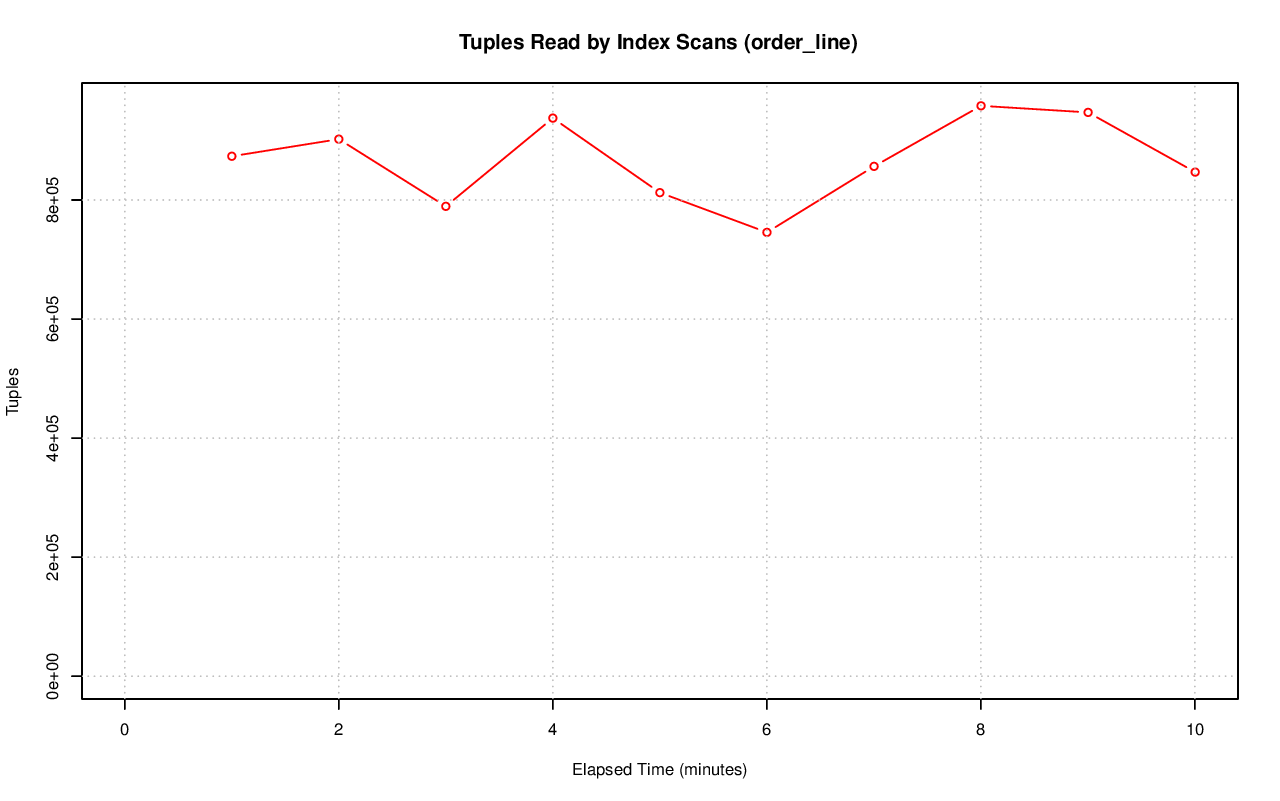 Tuples Read by Index Scans (order_line)
Tuples
8e+05
6e+05
4e+05
2e+05
0e+00
0 2 4 6 8 10
Elapsed Time (minutes)